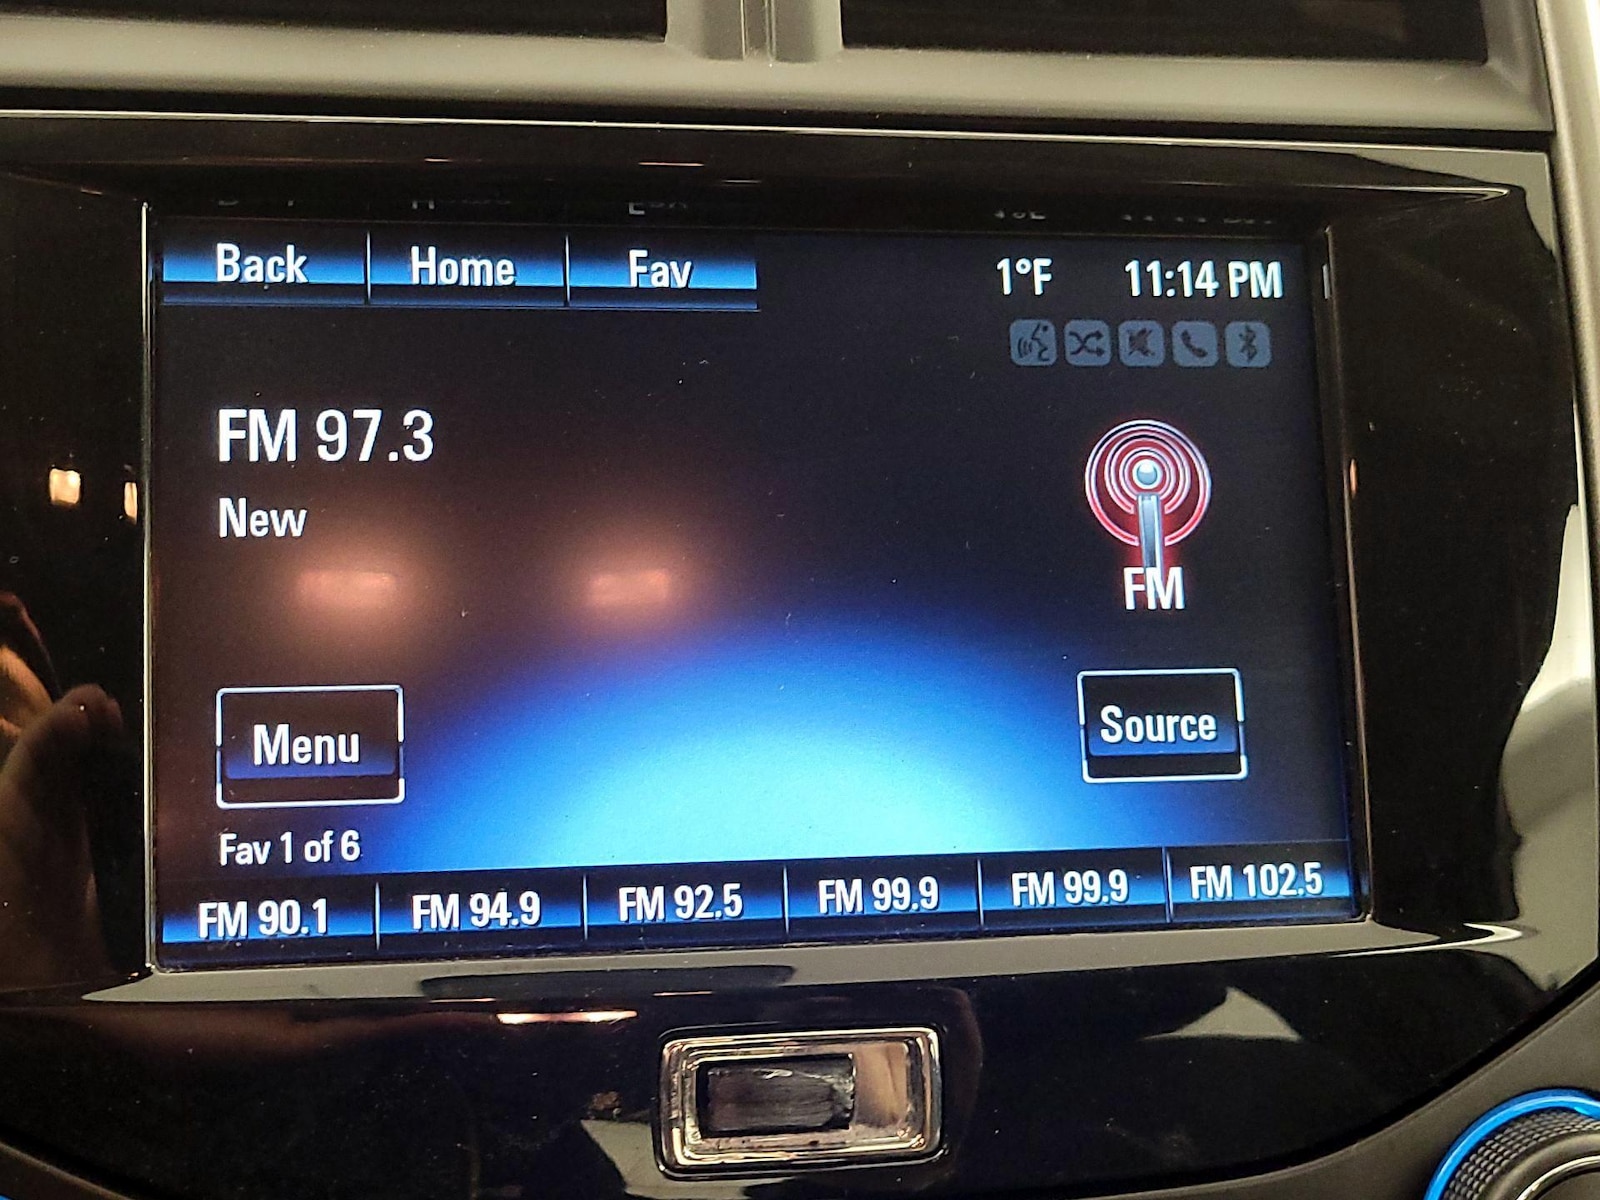 Back Home Fav 1°F 11:14 PM
FM 97.3
New
FM
Menu
Source
Fav 1 of 6
FM 90.1 FM 94.9 FM 92.5 FM 99.9 FM 99.9 FM 102.5